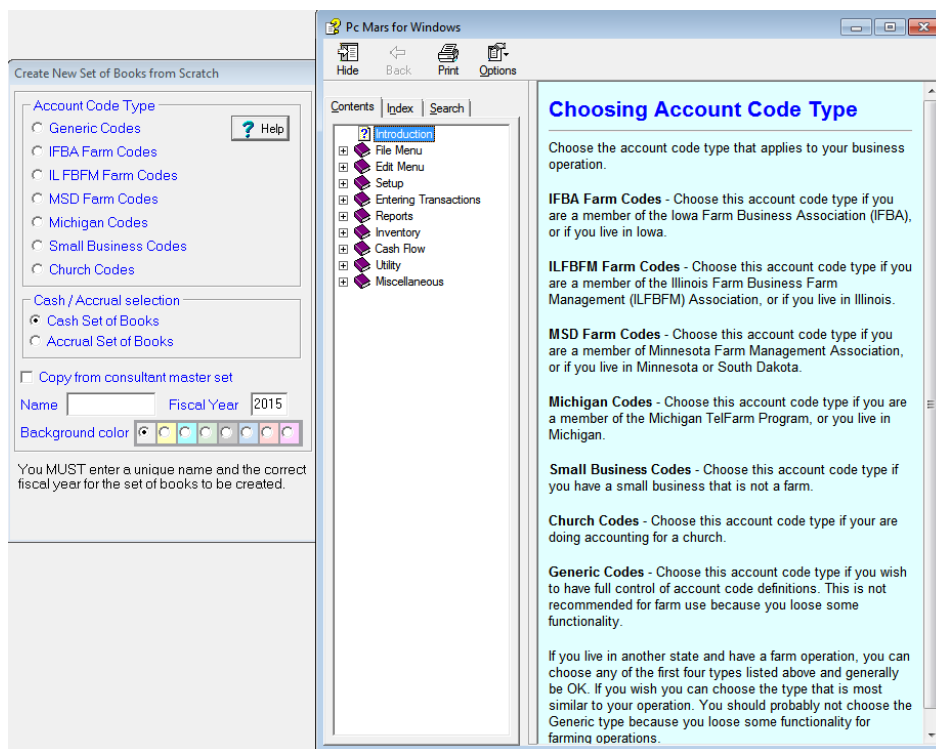 Create New Set of Books from Scratch
Account Code Type
Generic Codes
? Help
IFBA Farm Codes
IL FBFM Farm Codes
MSD Farm Codes
Michigan Codes
Small Business Codes
Church Codes
Cash / Accrual selection
Cash Set of Books
Accrual Set of Books
Copy from consultant master set
Name
Fiscal Year 2015
Background color
You MUST enter a unique name and the correct
fiscal year for the set of books to be created.
Pc Mars for Windows
Hide Back Print Options
Contents Index Search
Introduction
File Menu
Edit Menu
Setup
Entering Transactions
Reports
Inventory
Cash Flow
Utility
Miscellaneous
Choosing Account Code Type
Choose the account code type that applies to your business
operation.
IFBA Farm Codes - Choose this account code type if you
are a member of the Iowa Farm Business Association (IFBA),
or if you live in Iowa.
ILFBFM Farm Codes - Choose this account code type if you
are a member of the Illinois Farm Business Farm
Management (ILFBFM) Association, or if you live in Illinois.
MSD Farm Codes - Choose this account code type if you
are a member of Minnesota Farm Management Association,
or if you live in Minnesota or South Dakota.
Michigan Codes - Choose this account code type if you are
a member of the Michigan TelFarm Program, or you live in
Michigan.
Small Business Codes - Choose this account code type if
you have a small business that is not a farm.
Church Codes - Choose this account code type if your are
doing accounting for a church.
Generic Codes - Choose this account code type if you wish
to have full control of account code definitions. This is not
recommended for farm use because you loose some
functionality.
If you live in another state and have a farm operation, you can
choose any of the first four types listed above and generally
be OK. If you wish you can choose the type that is most
similar to your operation. You should probably not choose the
Generic type because you loose some functionality for
farming operations.